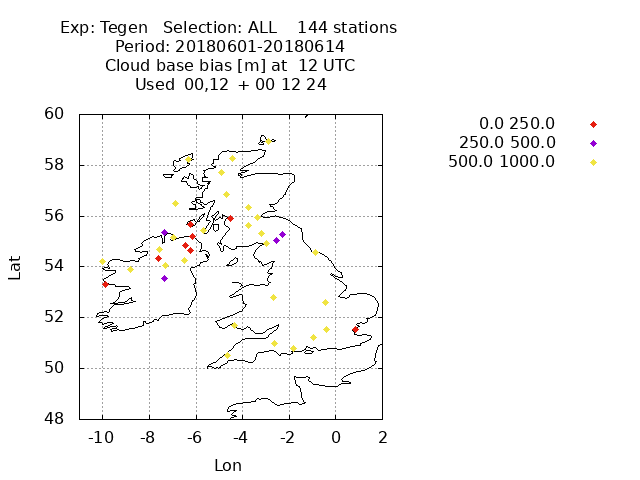 Exp: Tegen   Selection: ALL    144 stations
Period: 20180601-20180614
Cloud base bias [m] at  12 UTC
Used  00,12  + 00 12 24
0.0 250.0
250.0 500.0
500.0 1000.0
60
58
56
54
52
50
48
Lat
-10 -8 -6 -4 -2 0 2
Lon